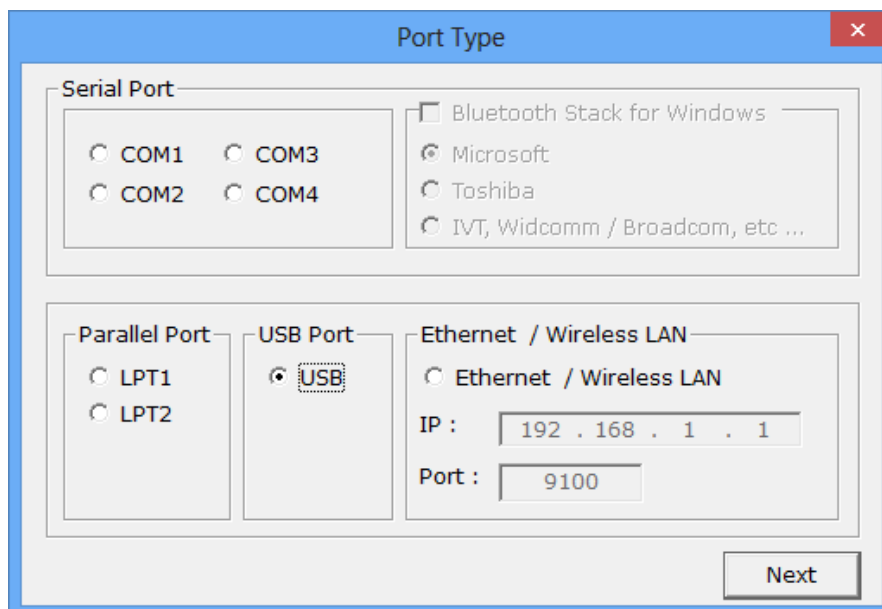 Port Type
Serial Port
COM1 COM3
COM2 COM4
Bluetooth Stack for Windows
Microsoft
Toshiba
IVT, Widcomm / Broadcom, etc ...
Parallel Port
LPT1
LPT2
USB Port
USB
Ethernet / Wireless LAN
Ethernet / Wireless LAN
IP : 192 . 168 . 1 . 1
Port : 9100
Next